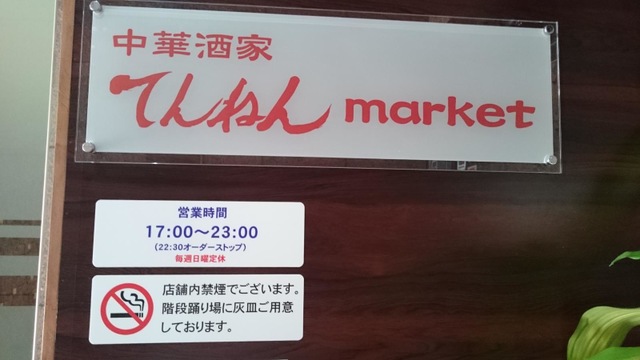 中華酒家
てんねん market
営業時間
17:00〜23:00
(22:30オーダーストップ)
毎週日曜定休
店舗内禁煙でございます。
階段踊り場に灰皿ご用意
しております。